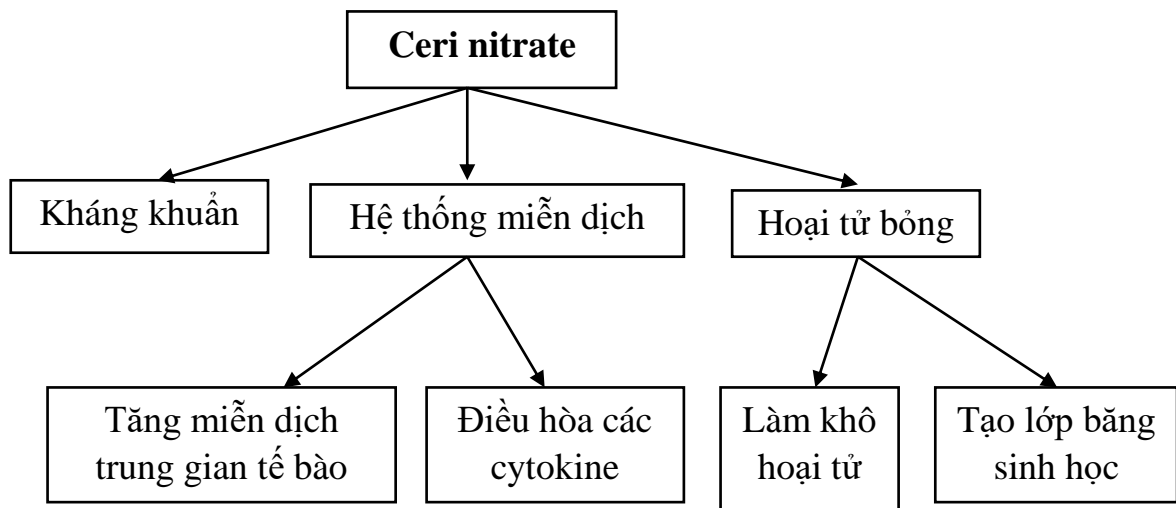 Ceri nitrate
Kháng khuẩn
Hệ thống miễn dịch
Hoại tử bỏng
Tăng miễn dịch
trung gian tế bào
Điều hòa các
cytokine
Làm khô
hoại tử
Tạo lớp băng
sinh học